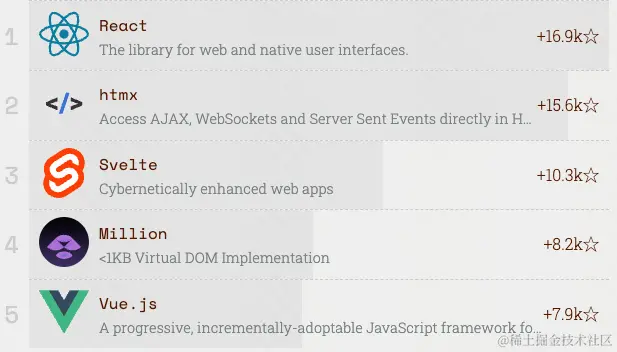 1
React
The library for web and native user interfaces.
+16.9k☆
2
</>
htmx
Access AJAX, WebSockets and Server Sent Events directly in H...
+15.6k☆
3
Svelte
Cybernetically enhanced web apps
+10.3k☆
4
Million
<1KB Virtual DOM Implementation
+8.2k☆
5
Vue.js
A progressive, incrementally-adoptable JavaScript framework fo...
+7.9k☆
@稀土掘金技术社区